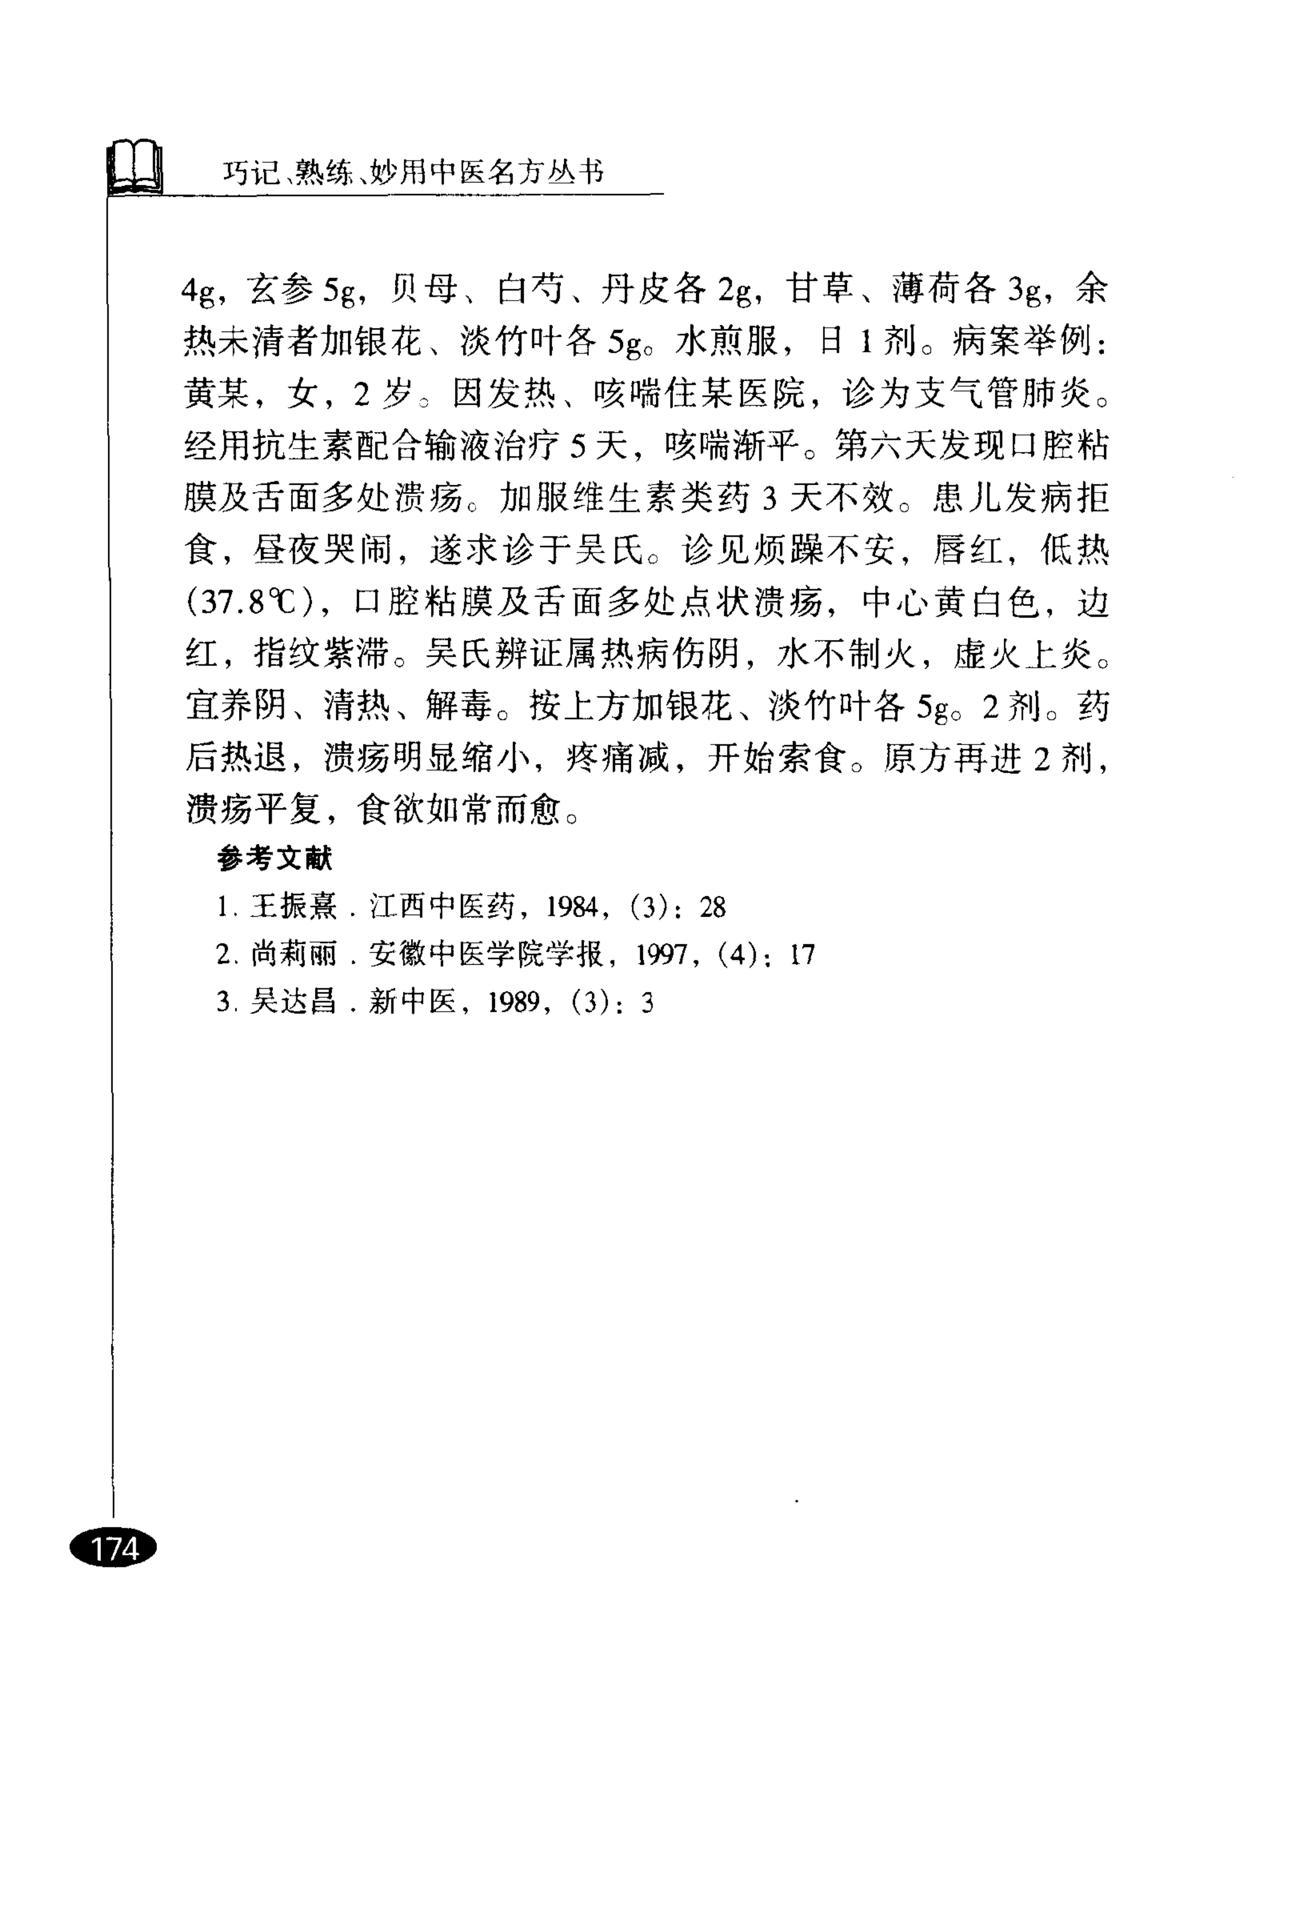 巧记、熟练、妙用中医名方丛书
4g，玄参5g，贝母、白芍、丹皮各2g，甘草、薄荷各3g，余
热未清者加银花、淡竹叶各5g。水煎服，日1剂。病案举例：
黄某，女，2岁。因发热、咳喘住某医院，诊为支气管肺炎。
经用抗生素配合输液治疗5天，咳喘渐平。第六天发现口腔粘
膜及舌面多处溃疡。加服维生素类药3天不效。患儿发病拒
食，昼夜哭闹，遂求诊于吴氏。诊见烦躁不安，唇红，低热
(37.8℃)，口腔粘膜及舌面多处点状溃疡，中心黄白色，边
红，指纹紫滞。吴氏辨证属热病伤阴，水不制火，虚火上炎。
宜养阴、清热、解毒。按上方加银花、淡竹叶各5g。2剂。药
后热退，溃疡明显缩小，疼痛减，开始索食。原方再进2剂，
溃疡平复，食欲如常而愈。
参考文献
1. 王振熹．江西中医药，1984，(3)：28
2. 尚莉丽．安徽中医学院学报，1997，(4)：17
3. 吴达昌．新中医，1989，(3)：3
174